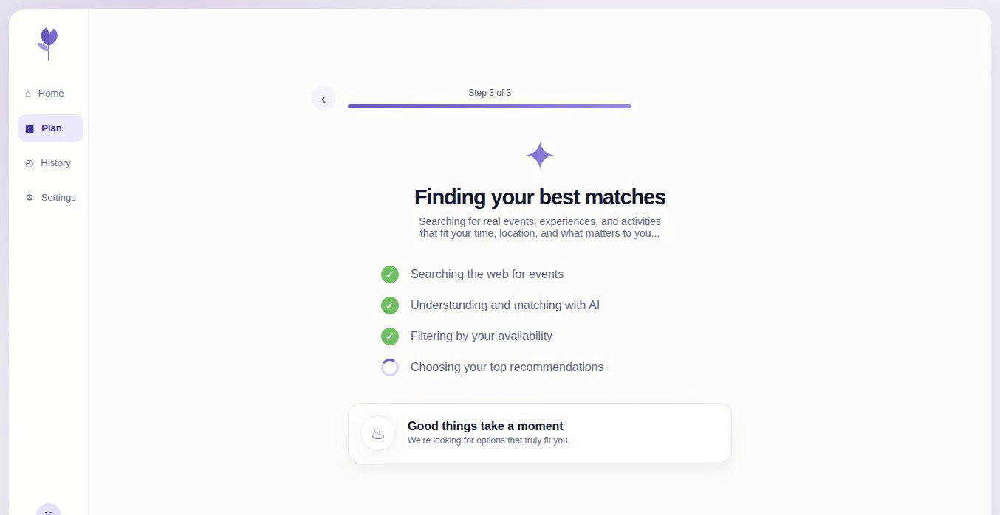 Home
Plan
History
Settings
JS
Step 3 of 3
Finding your best matches
Searching for real events, experiences, and activities
that fit your time, location, and what matters to you...
Searching the web for events
Understanding and matching with AI
Filtering by your availability
Choosing your top recommendations
Good things take a moment
We're looking for options that truly fit you.